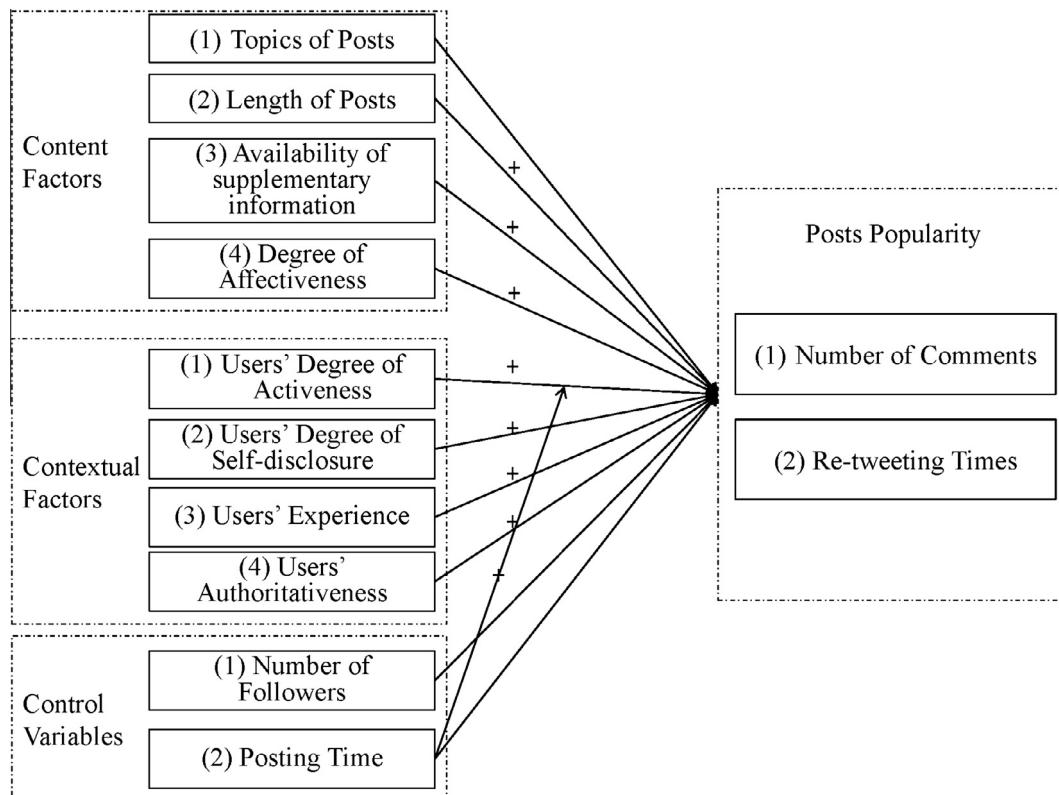 Content
Factors
(1) Topics of Posts
(2) Length of Posts
(3) Availability of
supplementary
information
(4) Degree of
Affectiveness
+
+
+
Contextual
Factors
(1) Users’ Degree of
Activeness
(2) Users’ Degree of
Self-disclosure
(3) Users’ Experience
(4) Users’
Authoritativeness
+
+
+
+
+
Control
Variables
(1) Number of
Followers
(2) Posting Time
Posts Popularity
(1) Number of Comments
(2) Re-tweeting Times